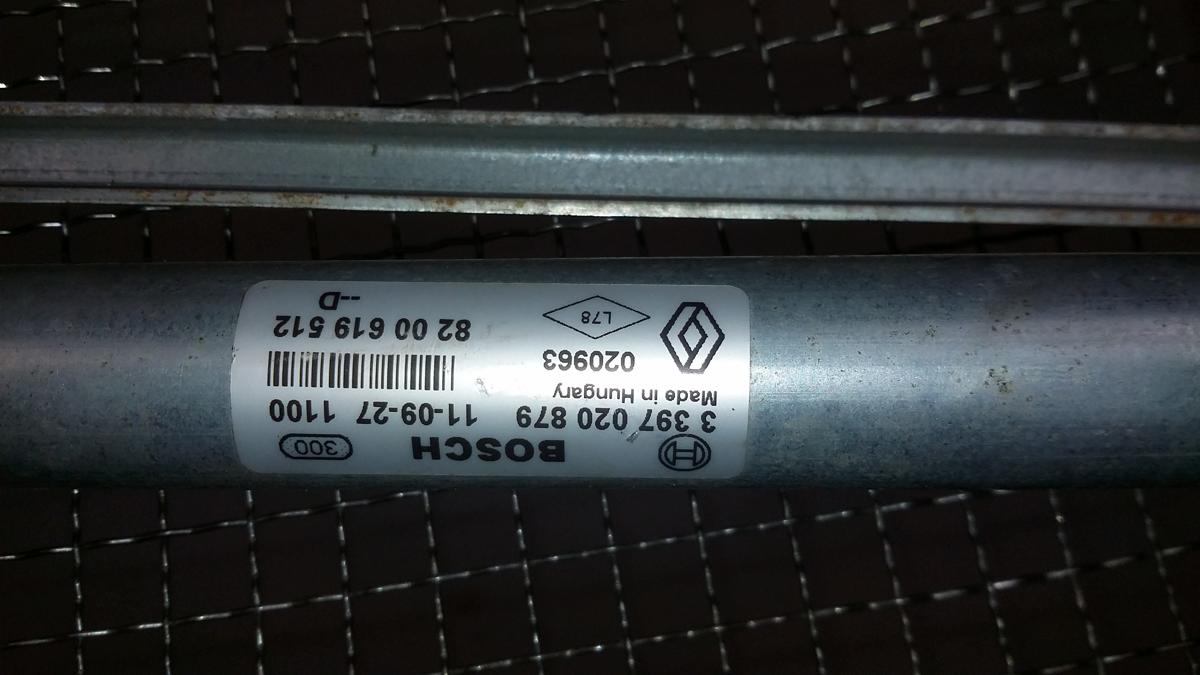 BOSCH 300
3 397 020 879 11-09-27 1100
Made in Hungary
020963
82 00 619 512
L78
--D